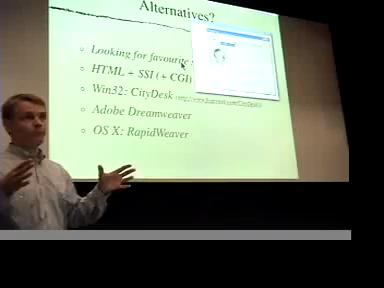 Alternatives?
Looking for favourite
HTML + SSI (+ CGI)
Win32: CityDesk
Adobe Dreamweaver
OS X: RapidWeaver